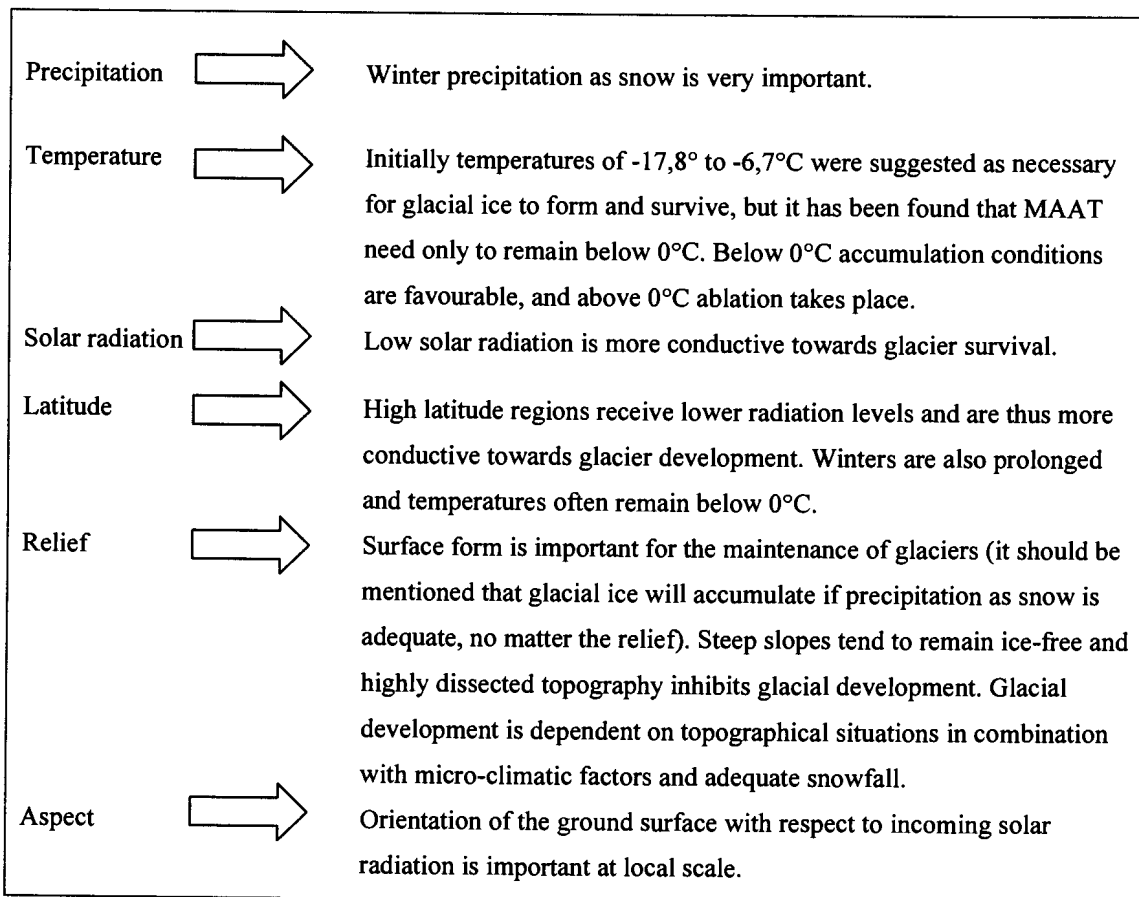 Precipitation Winter precipitation as snow is very important.
Temperature Initially temperatures of -17,8° to -6,7°C were suggested as necessary
for glacial ice to form and survive, but it has been found that MAAT
need only to remain below 0°C. Below 0°C accumulation conditions
are favourable, and above 0°C ablation takes place.
Solar radiation Low solar radiation is more conductive towards glacier survival.
Latitude High latitude regions receive lower radiation levels and are thus more
conductive towards glacier development. Winters are also prolonged
and temperatures often remain below 0°C.
Relief Surface form is important for the maintenance of glaciers (it should be
mentioned that glacial ice will accumulate if precipitation as snow is
adequate, no matter the relief). Steep slopes tend to remain ice-free and
highly dissected topography inhibits glacial development. Glacial
development is dependent on topographical situations in combination
with micro-climatic factors and adequate snowfall.
Aspect Orientation of the ground surface with respect to incoming solar
radiation is important at local scale.